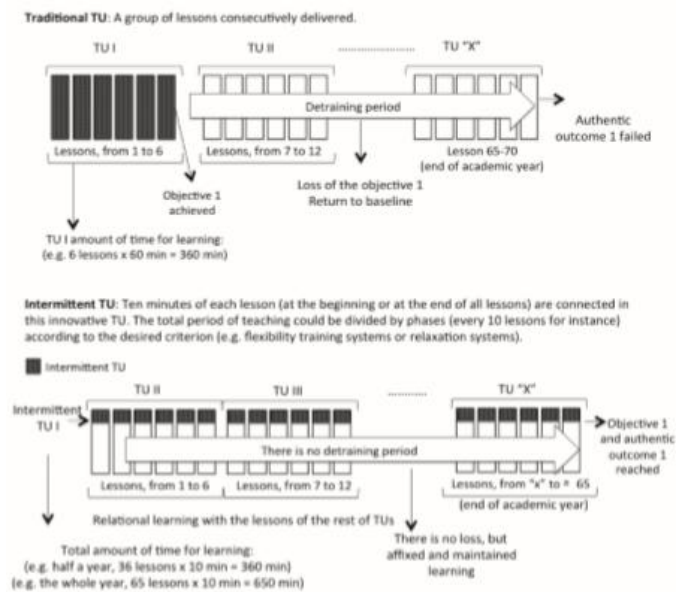 Traditional TU: A group of lessons consecutively delivered.
TU I
TU II
TU "X"
Detraining period
Lessons, from 1 to 6
Lessons, from 7 to 12
Lesson 65-70
(end of academic year)
Authentic
outcome 1 failed
Objective 1
achieved
Loss of the objective 1
Return to baseline
TU I amount of time for learning:
(e.g. 6 lessons x 60 min = 360 min)
Intermittent TU: Ten minutes of each lesson (at the beginning or at the end of all lessons) are connected in
this innovative TU. The total period of teaching could be divided by phases (every 10 lessons for instance)
according to the desired criterion (e.g. flexibility training systems or relaxation systems).
Intermittent TU
TU II
TU III
TU "X"
Intermittent
TU I
There is no detraining period
Objective 1
and authentic
outcome 1
reached
Lessons, from 1 to 6
Lessons, from 7 to 12
Lessons, from "x" to = 65
(end of academic year)
Relational learning with the lessons of the rest of TUs
There is no loss, but
affixed and maintained
learning
Total amount of time for learning:
(e.g. half a year, 36 lessons x 10 min = 360 min)
(e.g. the whole year, 65 lessons x 10 min = 650 min)